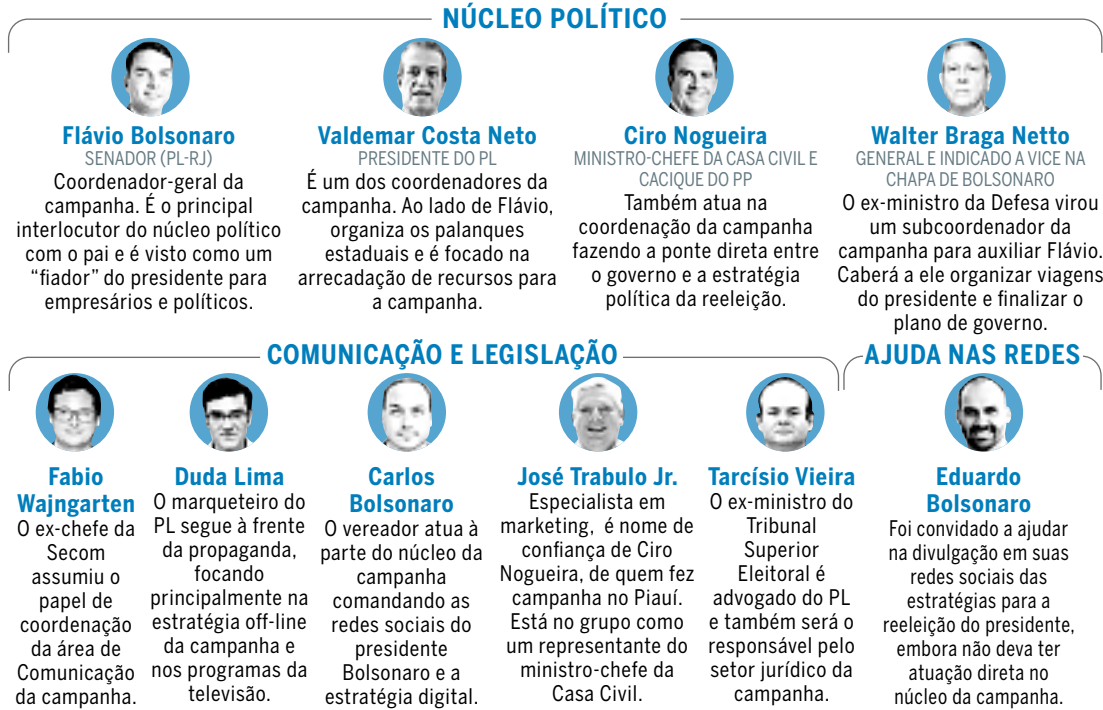 NÚCLEO POLÍTICO
Flávio Bolsonaro
SENADOR (PL-RJ)
Coordenador-geral da
campanha. É o principal
interlocutor do núcleo político
com o pai e é visto como um
“fiador” do presidente para
empresários e políticos.
Valdemar Costa Neto
PRESIDENTE DO PL
É um dos coordenadores da
campanha. Ao lado de Flávio,
organiza os palanques
estaduais e é focado na
arrecadação de recursos para
a campanha.
Ciro Nogueira
MINISTRO-CHEFE DA CASA CIVIL E
CACIQUE DO PP
Também atua na
coordenação da campanha
fazendo a ponte direta entre
o governo e a estratégia
política da reeleição.
Walter Braga Netto
GENERAL E INDICADO A VICE NA
CHAPA DE BOLSONARO
O ex-ministro da Defesa virou
um subcoordenador da
campanha para auxiliar Flávio.
Caberá a ele organizar viagens
do presidente e finalizar o
plano de governo.
COMUNICAÇÃO E LEGISLAÇÃO
Fabio
Wajngarten
O ex-chefe da
Secom
assumiu o
papel de
coordenação
da área de
Comunicação
da campanha.
Duda Lima
O marqueteiro do
PL segue à frente
da propaganda,
focando
principalmente na
estratégia off-line
da campanha e
nos programas da
televisão.
Carlos
Bolsonaro
O vereador atua à
parte do núcleo da
campanha
comandando as
redes sociais do
presidente
Bolsonaro e a
estratégia digital.
José Trabulo Jr.
Especialista em
marketing, é nome de
confiança de Ciro
Nogueira, de quem fez
campanha no Piauí.
Está no grupo como
um representante do
ministro-chefe da
Casa Civil.
Tarcísio Vieira
O ex-ministro do
Tribunal
Superior
Eleitoral é
advogado do PL
e também será o
responsável pelo
setor jurídico da
campanha.
AJUDA NAS REDES
Eduardo
Bolsonaro
Foi convidado a ajudar
na divulgação em suas
redes sociais das
estratégias para a
reeleição do presidente,
embora não deva ter
atuação direta no
núcleo da campanha.